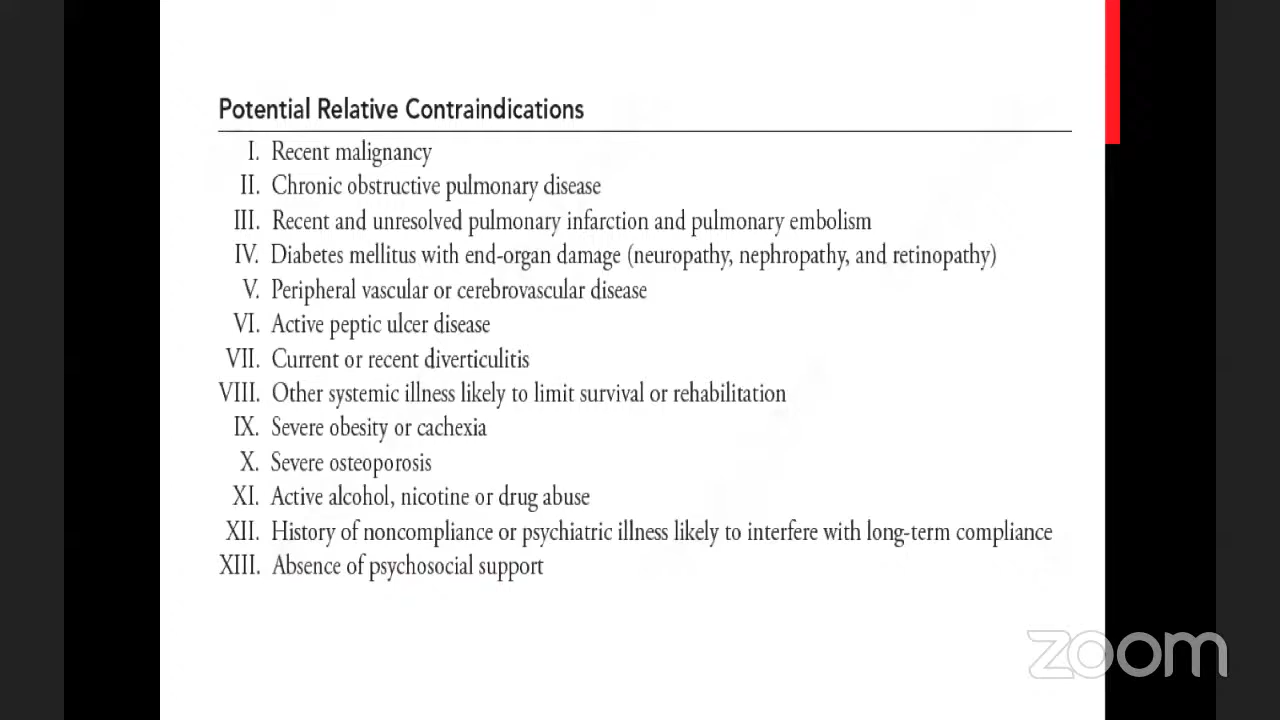 Potential Relative Contraindications
I. Recent malignancy
II. Chronic obstructive pulmonary disease
III. Recent and unresolved pulmonary infarction and pulmonary embolism
IV. Diabetes mellitus with end-organ damage (neuropathy, nephropathy, and retinopathy)
V. Peripheral vascular or cerebrovascular disease
VI. Active peptic ulcer disease
VII. Current or recent diverticulitis
VIII. Other systemic illness likely to limit survival or rehabilitation
IX. Severe obesity or cachexia
X. Severe osteoporosis
XI. Active alcohol, nicotine or drug abuse
XII. History of noncompliance or psychiatric illness likely to interfere with long-term compliance
XIII. Absence of psychosocial support
zoom